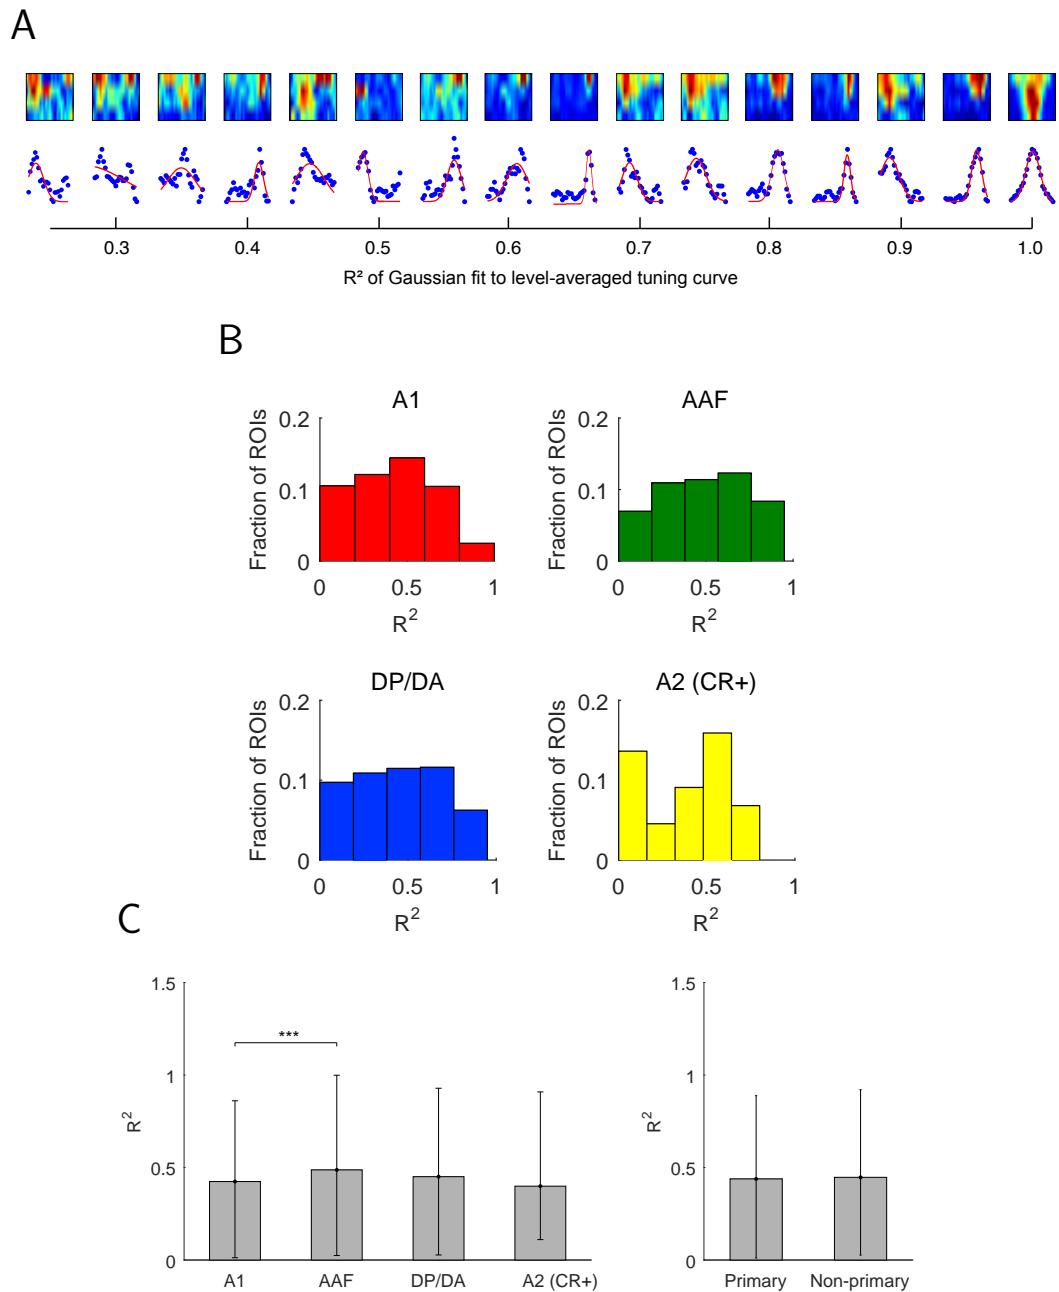 A
0.3 0.4 0.5 0.6 0.7 0.8 0.9 1.0
R² of Gaussian fit to level-averaged tuning curve
B
A1
0.2
0.1
0
Fraction of ROIs
0 0.5 1
R²
AAF
0.2
0.1
0
Fraction of ROIs
0 0.5 1
R²
DP/DA
0.2
0.1
0
Fraction of ROIs
0 0.5 1
R²
A2 (CR+)
0.2
0.1
0
Fraction of ROIs
0 0.5 1
R²
C
1.5
1
0.5
0
R²
***
A1 AAF DP/DA A2 (CR+)
1.5
1
0.5
0
R²
Primary Non-primary